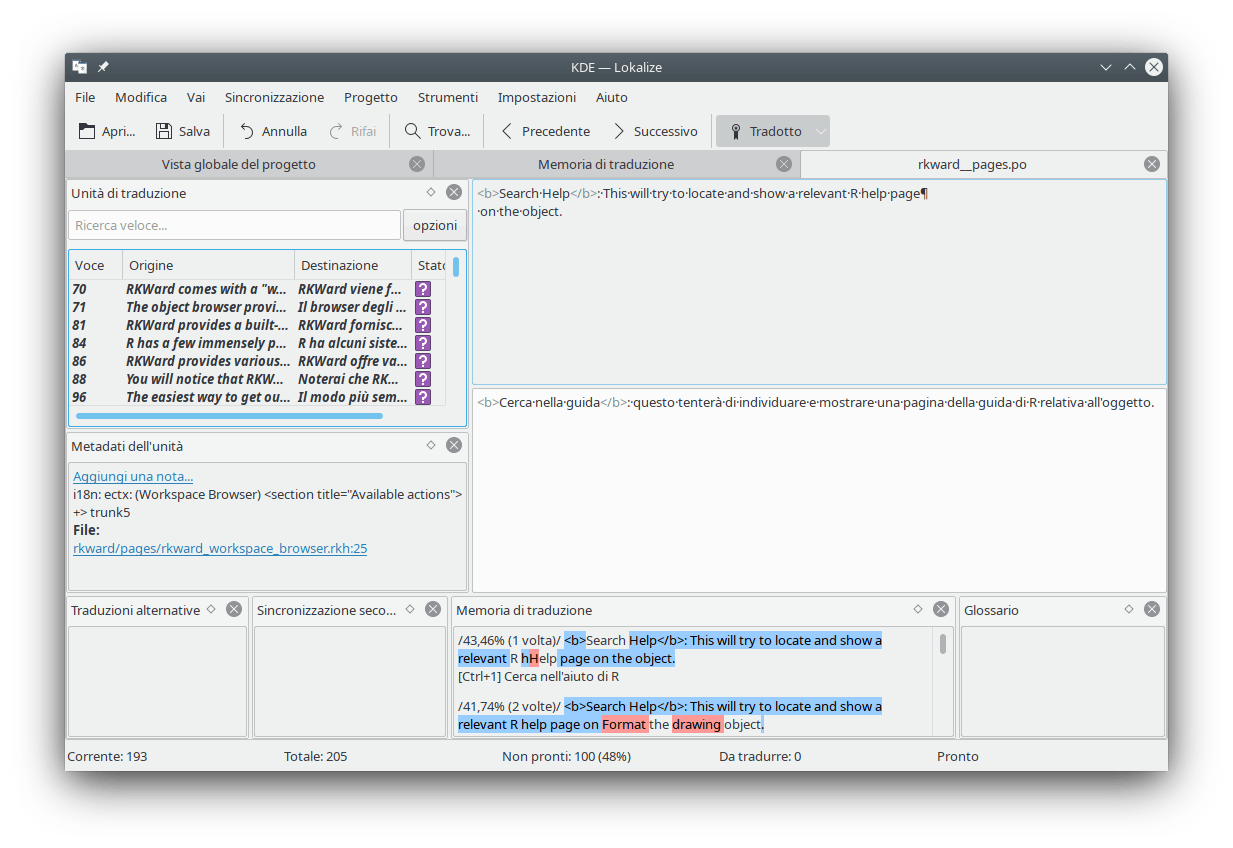 KDE — Lokalize
File Modifica Vai Sincronizzazione Progetto Strumenti Impostazioni Aiuto
Apri... Salva Annulla Rifai Trova... Precedente Successivo Tradotto
Vista globale del progetto Memoria di traduzione rkward__pages.po
Unità di traduzione
Ricerca veloce... opzioni
Voce Origine Destinazione Stato
70 RKWard comes with a "w... RKWard viene f... ?
71 The object browser provi... Il browser degli ... ?
81 RKWard provides a built-... RKWard fornisc... ?
84 R has a few immensely p... R ha alcuni siste... ?
86 RKWard provides various... RKWard offre va... ?
88 You will notice that RKW... Noterai che RK... ?
96 The easiest way to get ou... Il modo più sem... ?
<b>Search·Help</b>:·This·will·try·to·locate·and·show·a·relevant·R·help·page¶
·on·the·object.
<b>Cerca·nella·guida</b>:·questo·tenterà·di·individuare·e·mostrare·una·pagina·della·guida·di·R·relativa·all'oggetto.
Metadati dell'unità
Aggiungi una nota...
i18n: ectx: (Workspace Browser) <section title="Available actions">
+> trunk5
File:
rkward/pages/rkward_workspace_browser.rkh:25
Traduzioni alternative Sincronizzazione seco... Memoria di traduzione Glossario
/43,46% (1 volta)/ <b>Search Help</b>: This will try to locate and show a
relevant R hHelp page on the object.
[Ctrl+1] Cerca nell'aiuto di R
/41,74% (2 volte)/ <b>Search Help</b>: This will try to locate and show a
relevant R help page on Format the drawing object.
Corrente: 193 Totale: 205 Non pronti: 100 (48%) Da tradurre: 0 Pronto